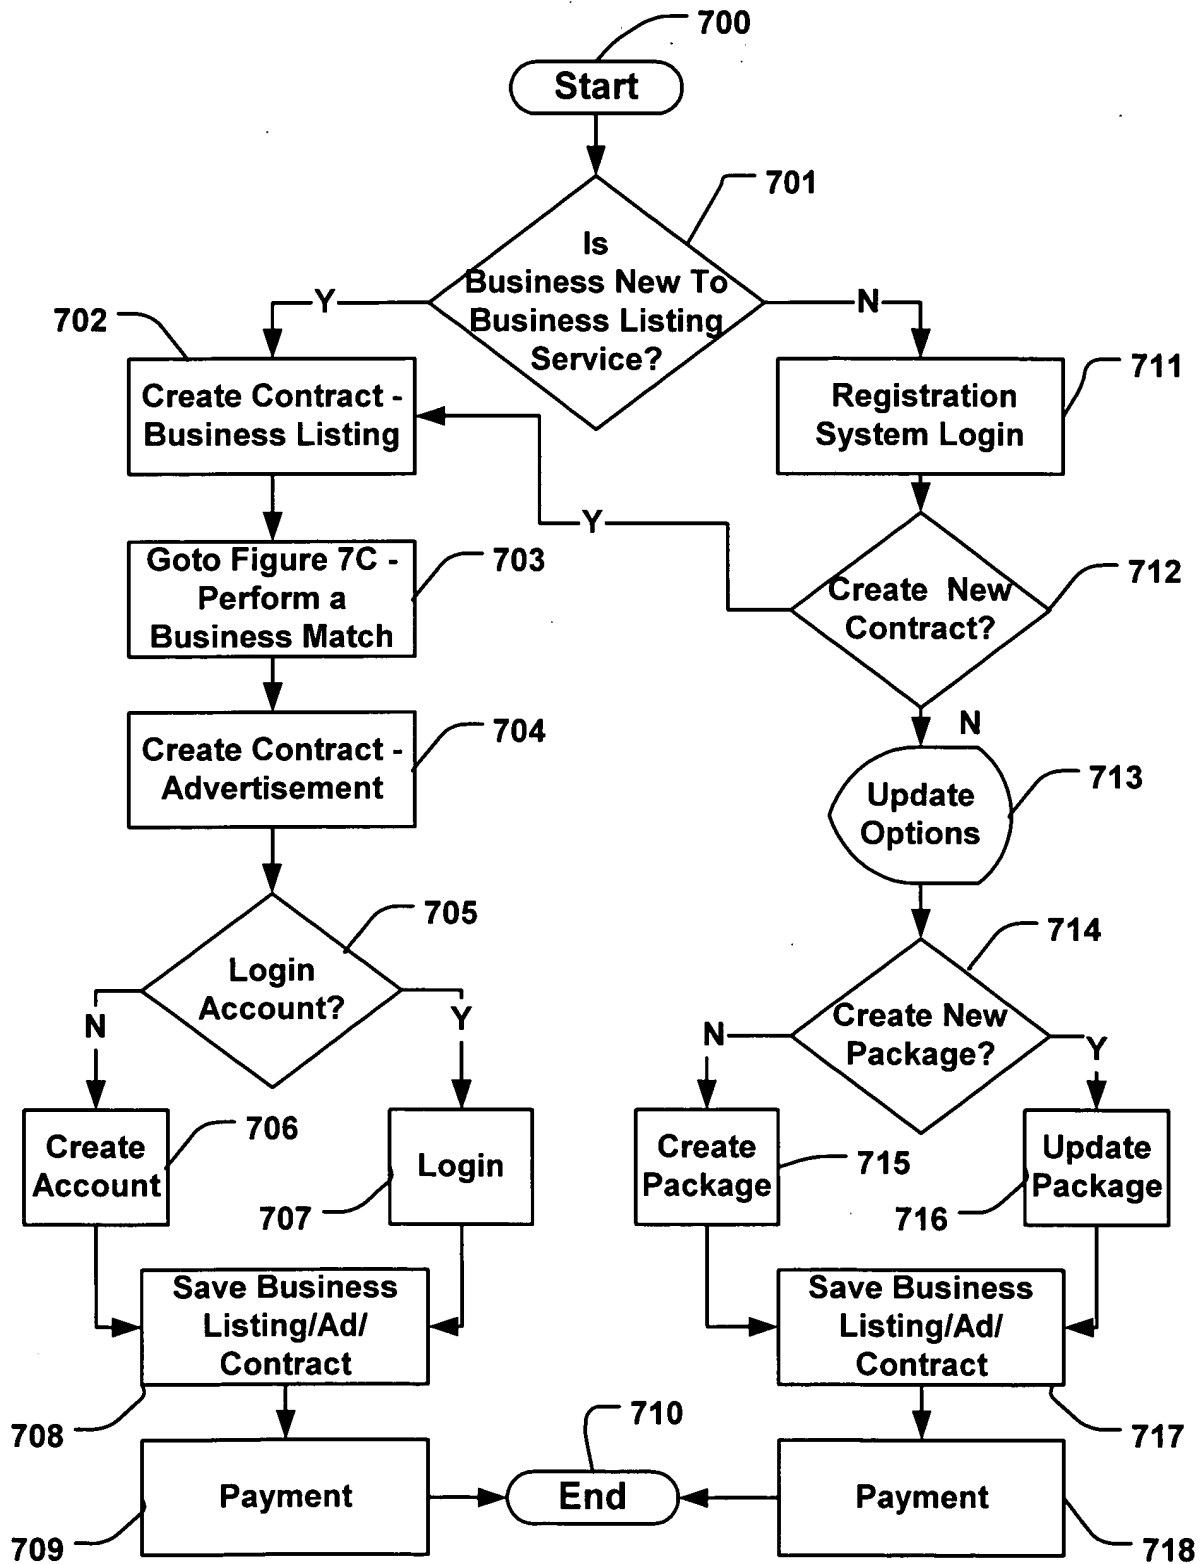 700
Start
701
Is
Business New To
Business Listing
Service?
Y
N
702
Create Contract -
Business Listing
711
Registration
System Login
Y
703
Goto Figure 7C -
Perform a
Business Match
712
Create New
Contract?
N
704
Create Contract -
Advertisement
713
Update
Options
705
Login
Account?
N
Y
714
Create New
Package?
N
Y
706
Create
Account
707
Login
715
Create
Package
716
Update
Package
Save Business
Listing/Ad/
Contract
708
Save Business
Listing/Ad/
Contract
717
710
Payment
709
End
Payment
718